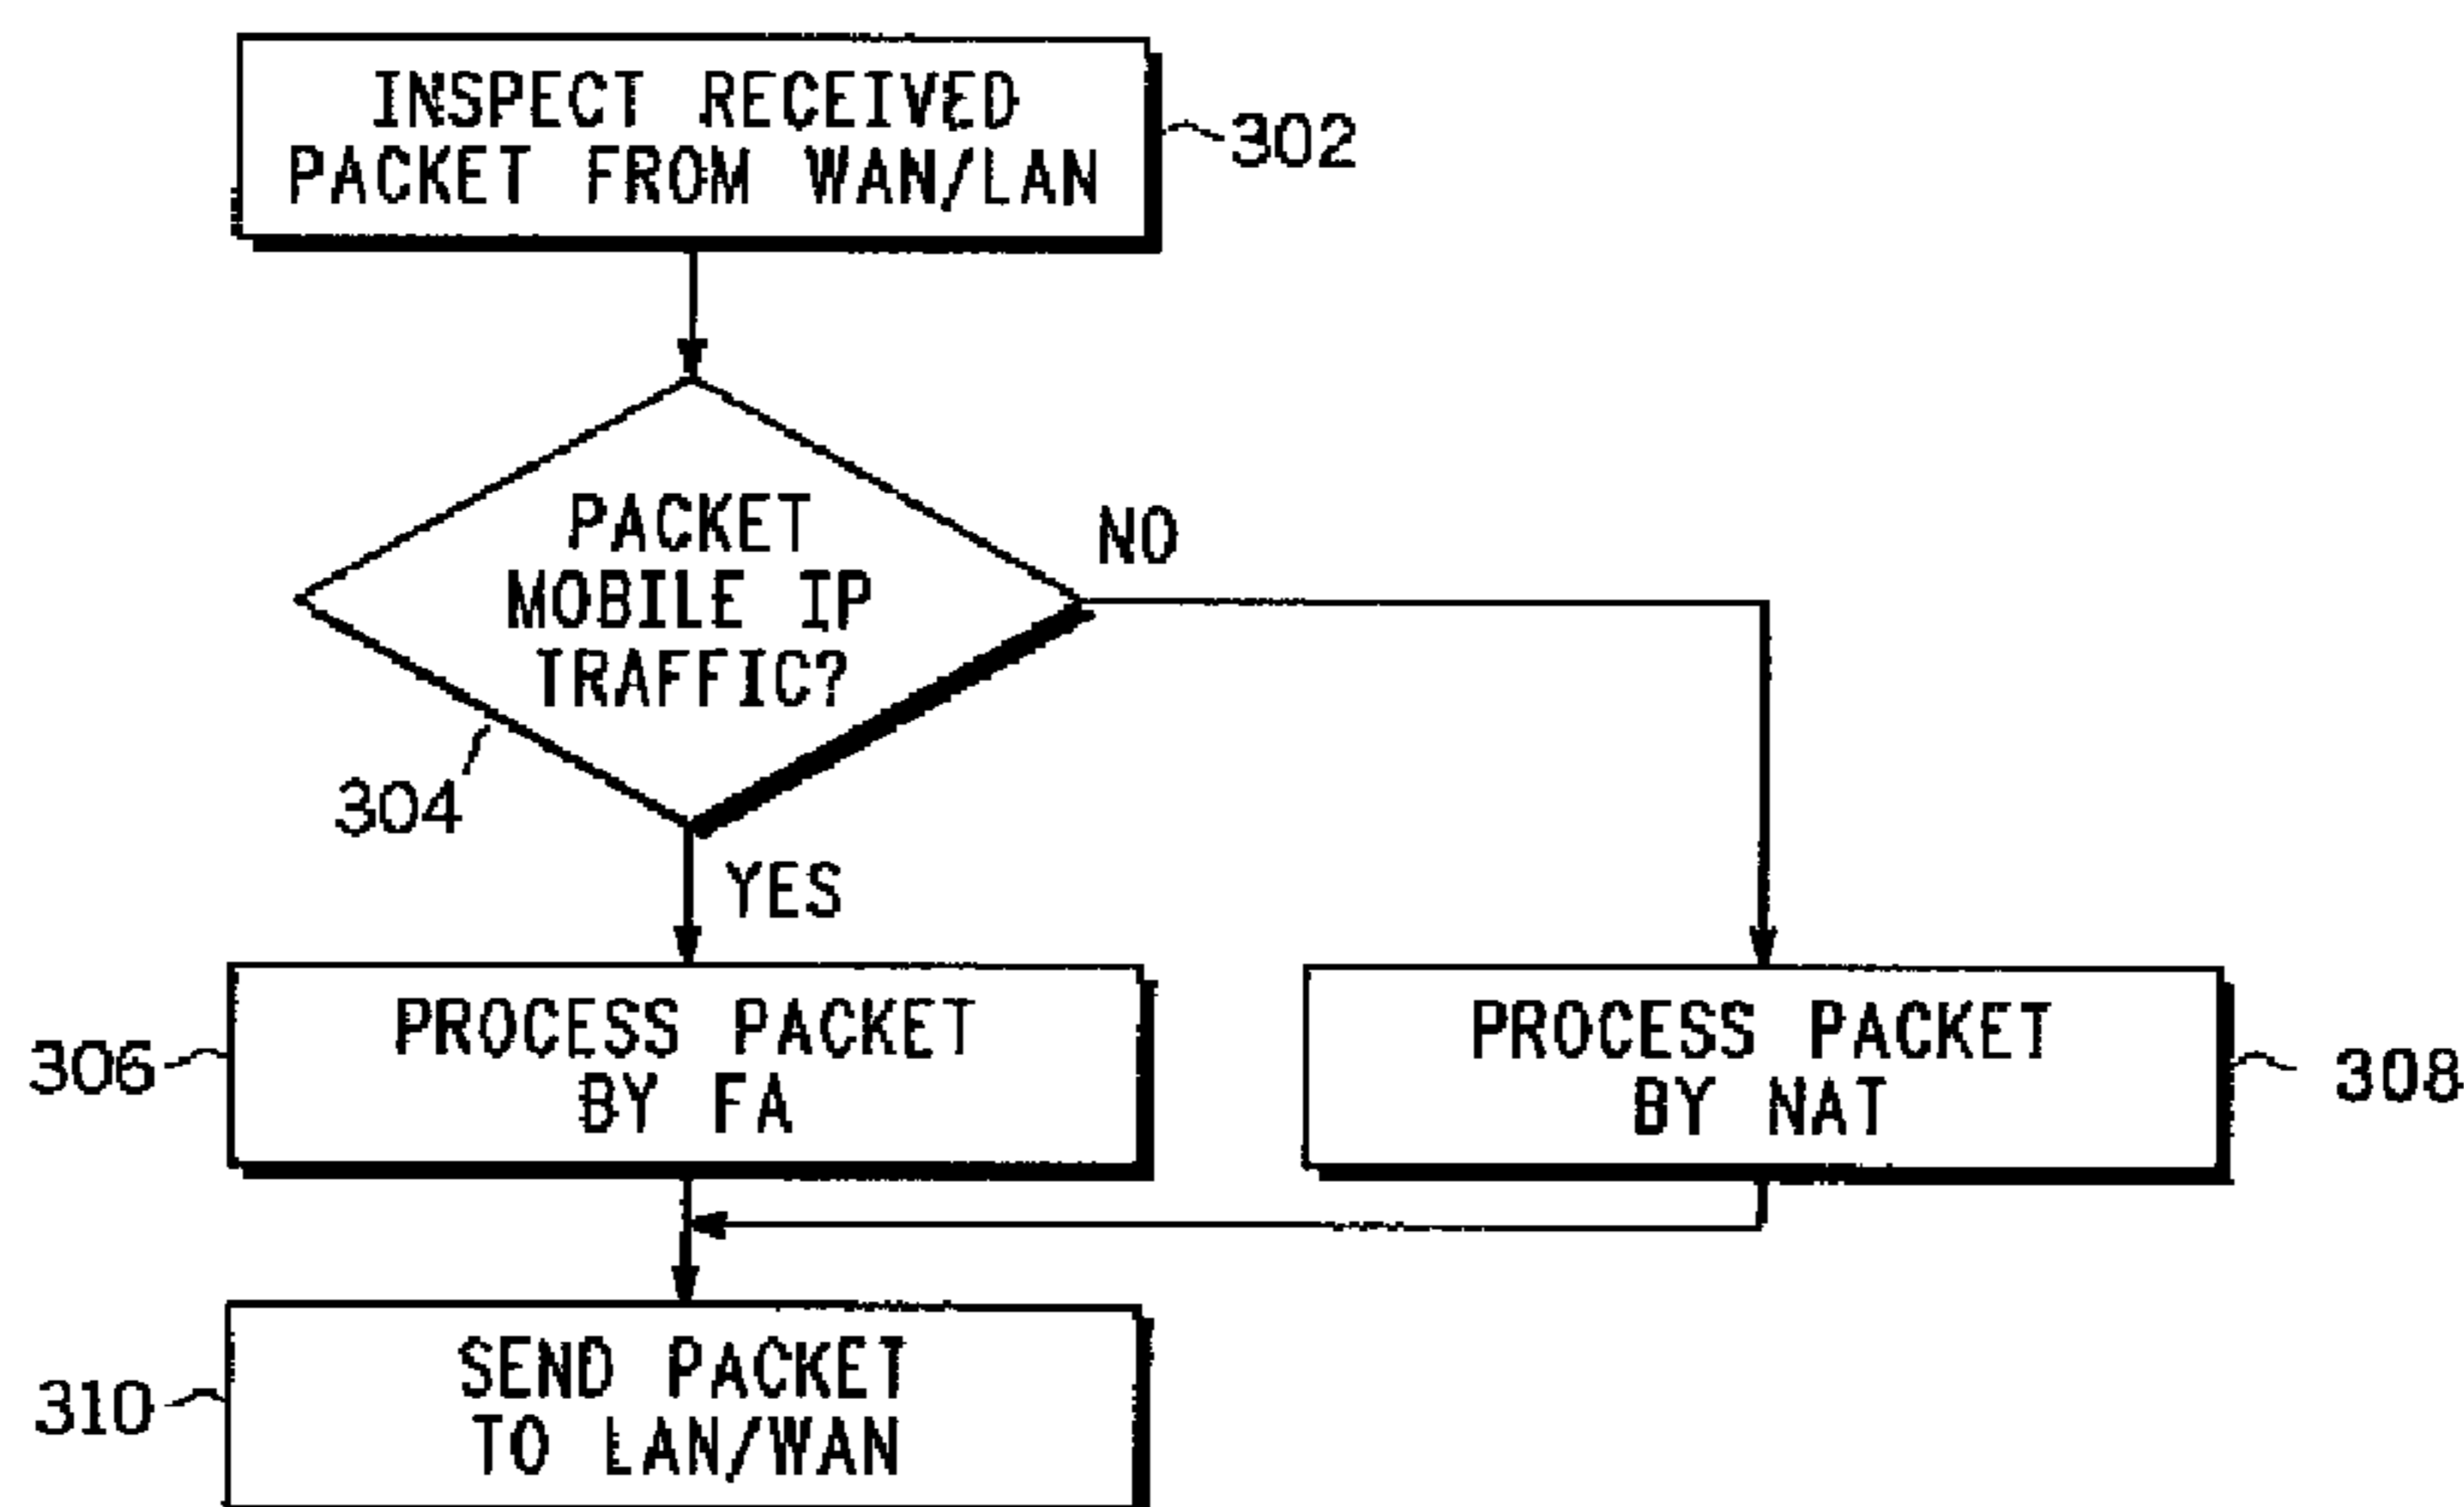 INSPECT RECEIVED
PACKET FROM WAN/LAN
302
PACKET
MOBILE IP
TRAFFIC?
NO
304
YES
PROCESS PACKET
BY FA
306
PROCESS PACKET
BY NAT
308
SEND PACKET
TO LAN/WAN
310